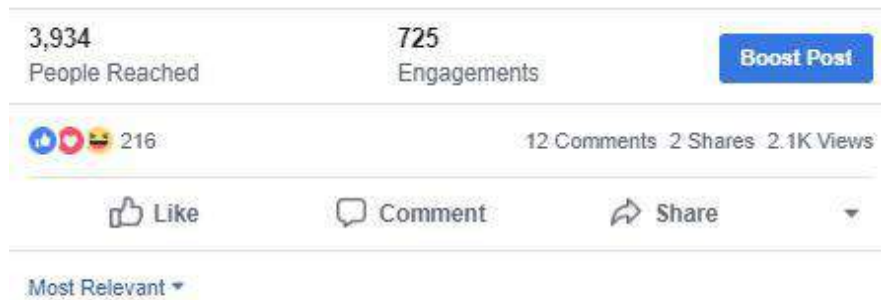 3,934 725
People Reached Engagements Boost Post
216 12 Comments 2 Shares 2.1K Views
Like Comment Share
Most Relevant